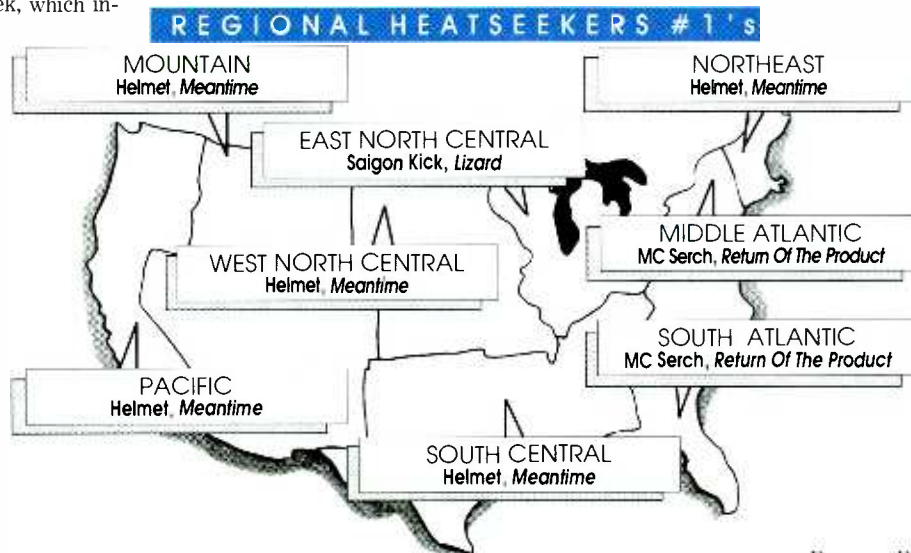 ek, which in-
REGIONAL HEATSEEKERS #1's
MOUNTAIN
Helmet, Meantime
NORTHEAST
Helmet, Meantime
EAST NORTH CENTRAL
Saigon Kick, Lizard
MIDDLE ATLANTIC
MC Serch, Return Of The Product
WEST NORTH CENTRAL
Helmet, Meantime
SOUTH ATLANTIC
MC Serch, Return Of The Product
PACIFIC
Helmet, Meantime
SOUTH CENTRAL
Helmet, Meantime